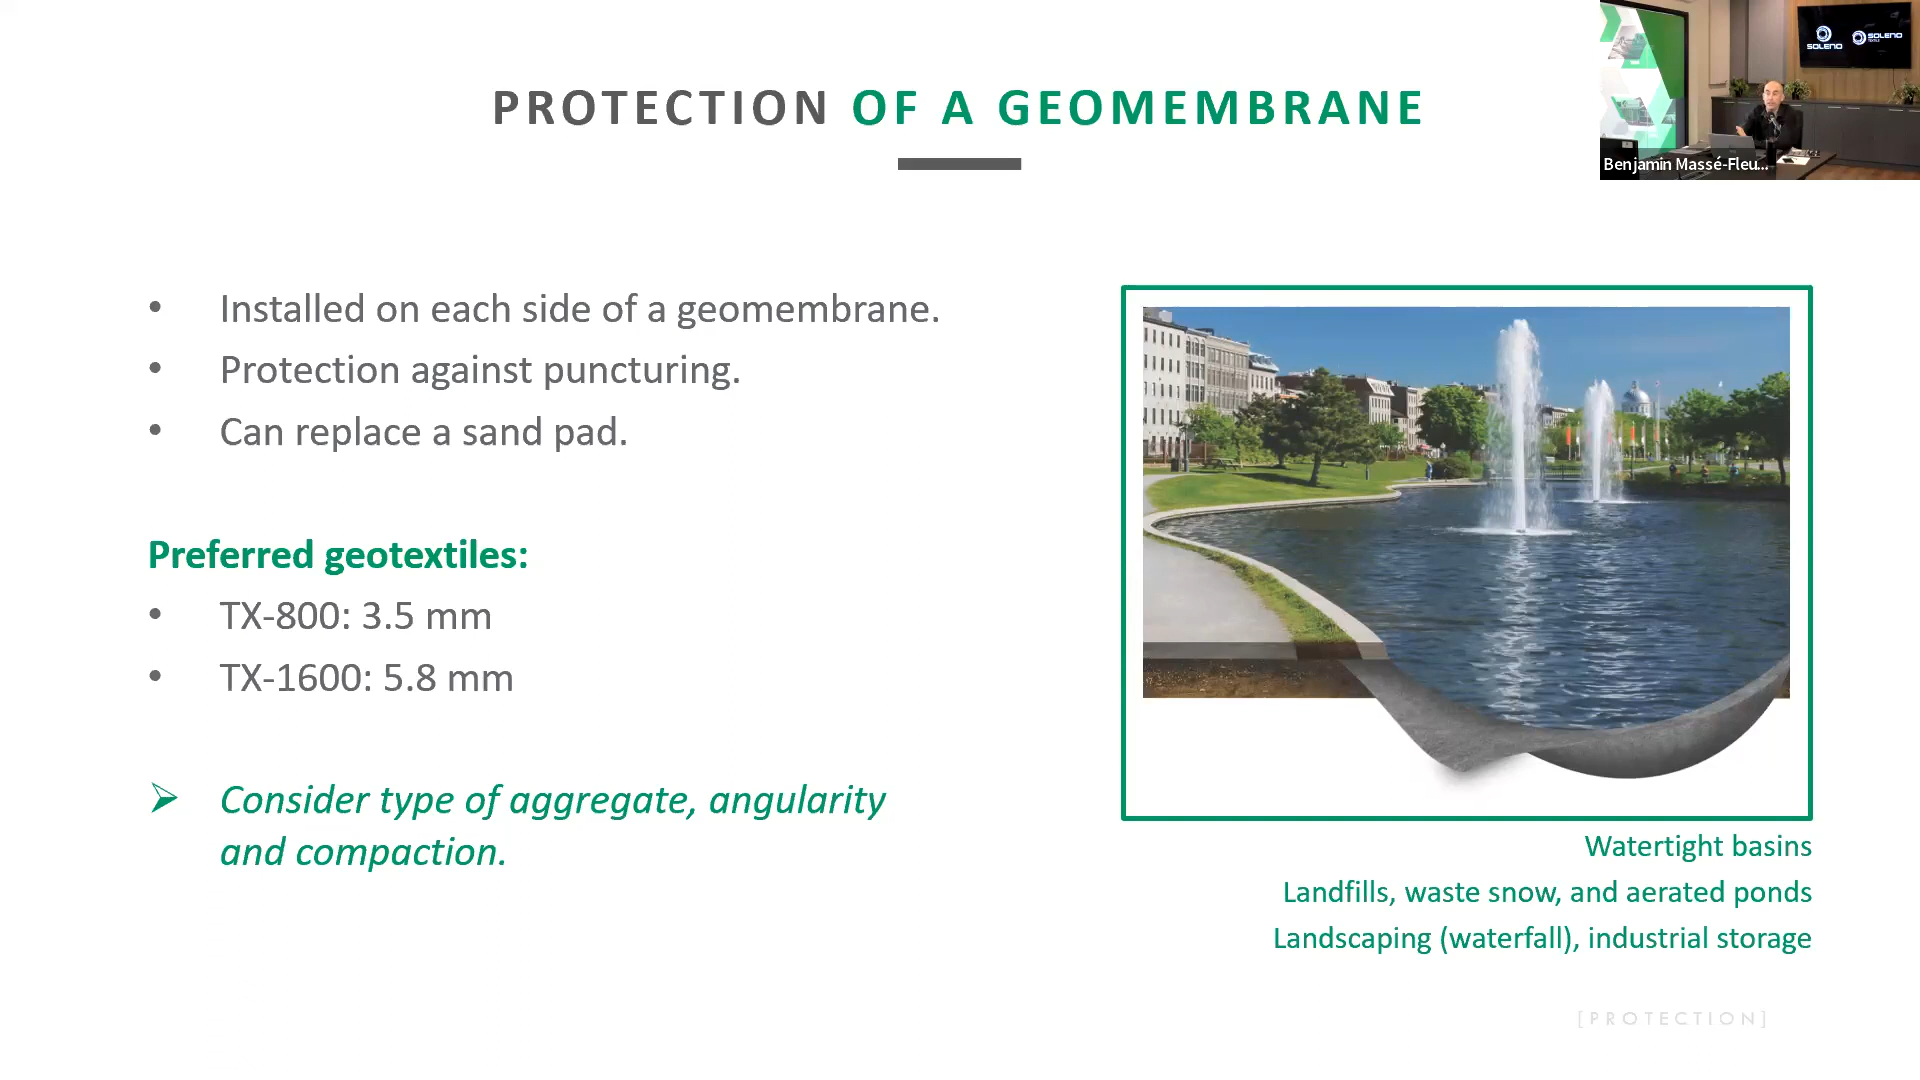 PROTECTION OF A GEOMEMBRANE
SOLENO
SOLENO
Benjamin Massé-Fleu...
• Installed on each side of a geomembrane.
• Protection against puncturing.
• Can replace a sand pad.
Preferred geotextiles:
• TX-800: 3.5 mm
• TX-1600: 5.8 mm
➢ Consider type of aggregate, angularity
and compaction.
Watertight basins
Landfills, waste snow, and aerated ponds
Landscaping (waterfall), industrial storage
[PROTECTION]